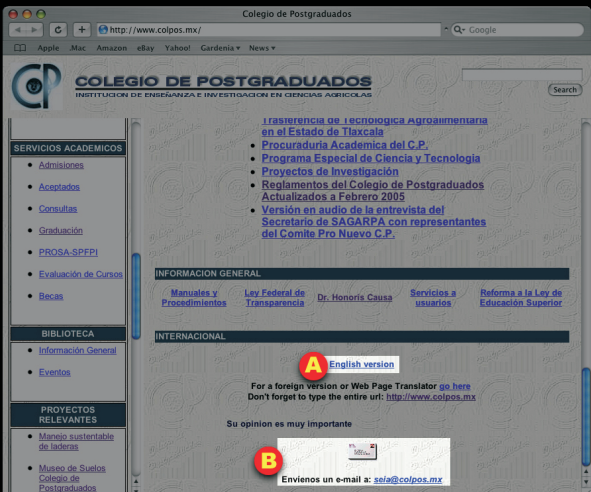 Colegio de Postgraduados
http://www.colpos.mx/
Google
Apple Mac Amazon eBay Yahoo! Gardenia News
CP
COLEGIO DE POSTGRADUADOS
INSTITUCION DE ENSEÑANZA E INVESTIGACION EN CIENCIAS AGRICOLAS
Search
SERVICIOS ACADEMICOS
Admisiones
Aceptados
Consultas
Graduación
PROSA-SPFPI
Evaluación de Cursos
Becas
BIBLIOTECA
Información General
Eventos
PROYECTOS
RELEVANTES
Manejo sustentable
de laderas
Museo de Suelos
Colegio de
Postgraduados
Trasferencia de Tecnológica Agroalimentaria
en el Estado de Tlaxcala
Procuraduria Academica del C.P.
Programa Especial de Ciencia y Tecnología
Proyectos de Investigación
Reglamentos del Colegio de Postgraduados
Actualizados a Febrero 2005
Versión en audio de la entrevista del
Secretario de SAGARPA con representantes
del Comite Pro Nuevo C.P.
INFORMACION GENERAL
Manuales y
Procedimientos
Ley Federal de
Transparencia
Dr. Honoris Causa
Servicios a
usuarios
Reforma a la Ley de
Educación Superior
INTERNACIONAL
A
English version
For a foreign version or Web Page Translator go here
Don't forget to type the entire url: http://www.colpos.mx
Su opinion es muy importante
B
Envíenos un e-mail a: seia@colpos.mx